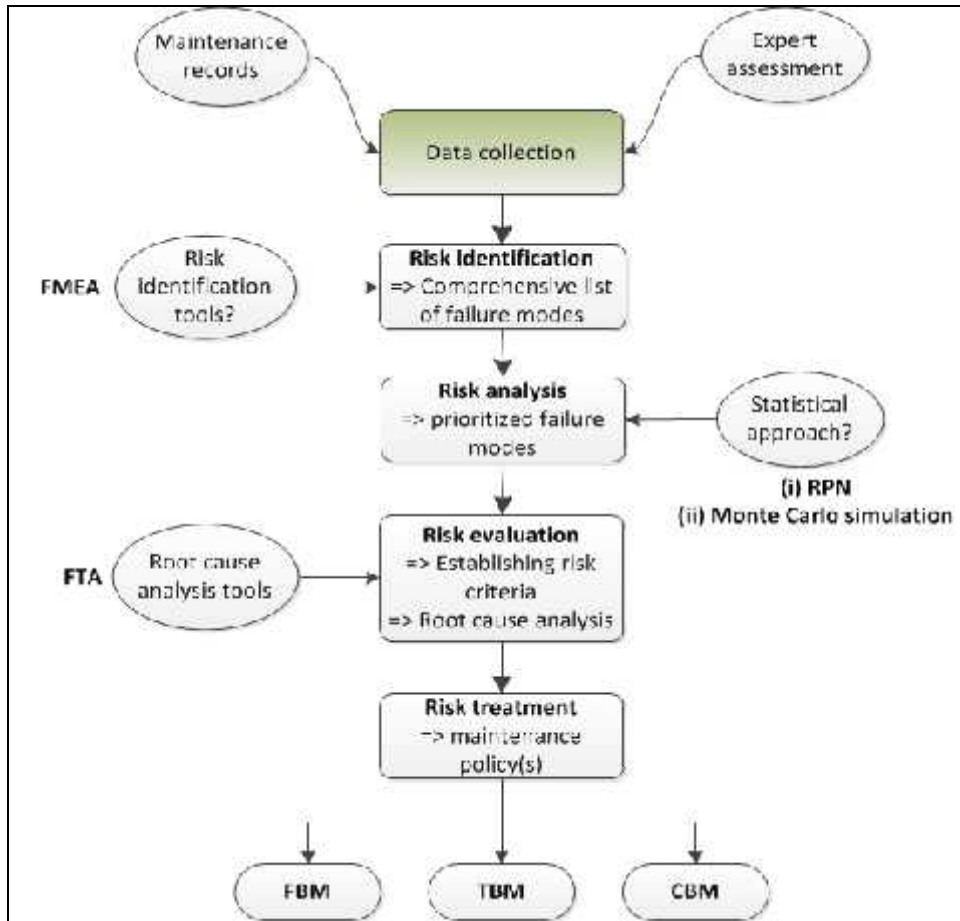 Maintenance
records
Expert
assessment
Data collection
FMEA
Risk
identification
tools?
Risk identification
=> Comprehensive list
of failure modes
Risk analysis
=> prioritized failure
modes
Statistical
approach?
(i) RPN
(ii) Monte Carlo simulation
FTA
Root cause
analysis tools
Risk evaluation
=> Establishing risk
criteria
=> Root cause analysis
Risk treatment
=> maintenance
policy(s)
FBM
TBM
CBM